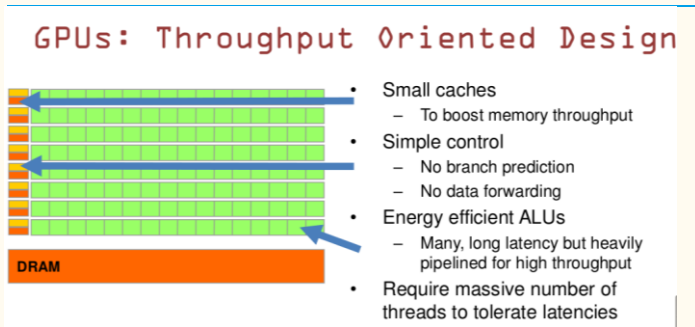 GPUs: Throughput Oriented Design
• Small caches
– To boost memory throughput
• Simple control
– No branch prediction
– No data forwarding
• Energy efficient ALUs
– Many, long latency but heavily
pipelined for high throughput
• Require massive number of
threads to tolerate latencies
DRAM